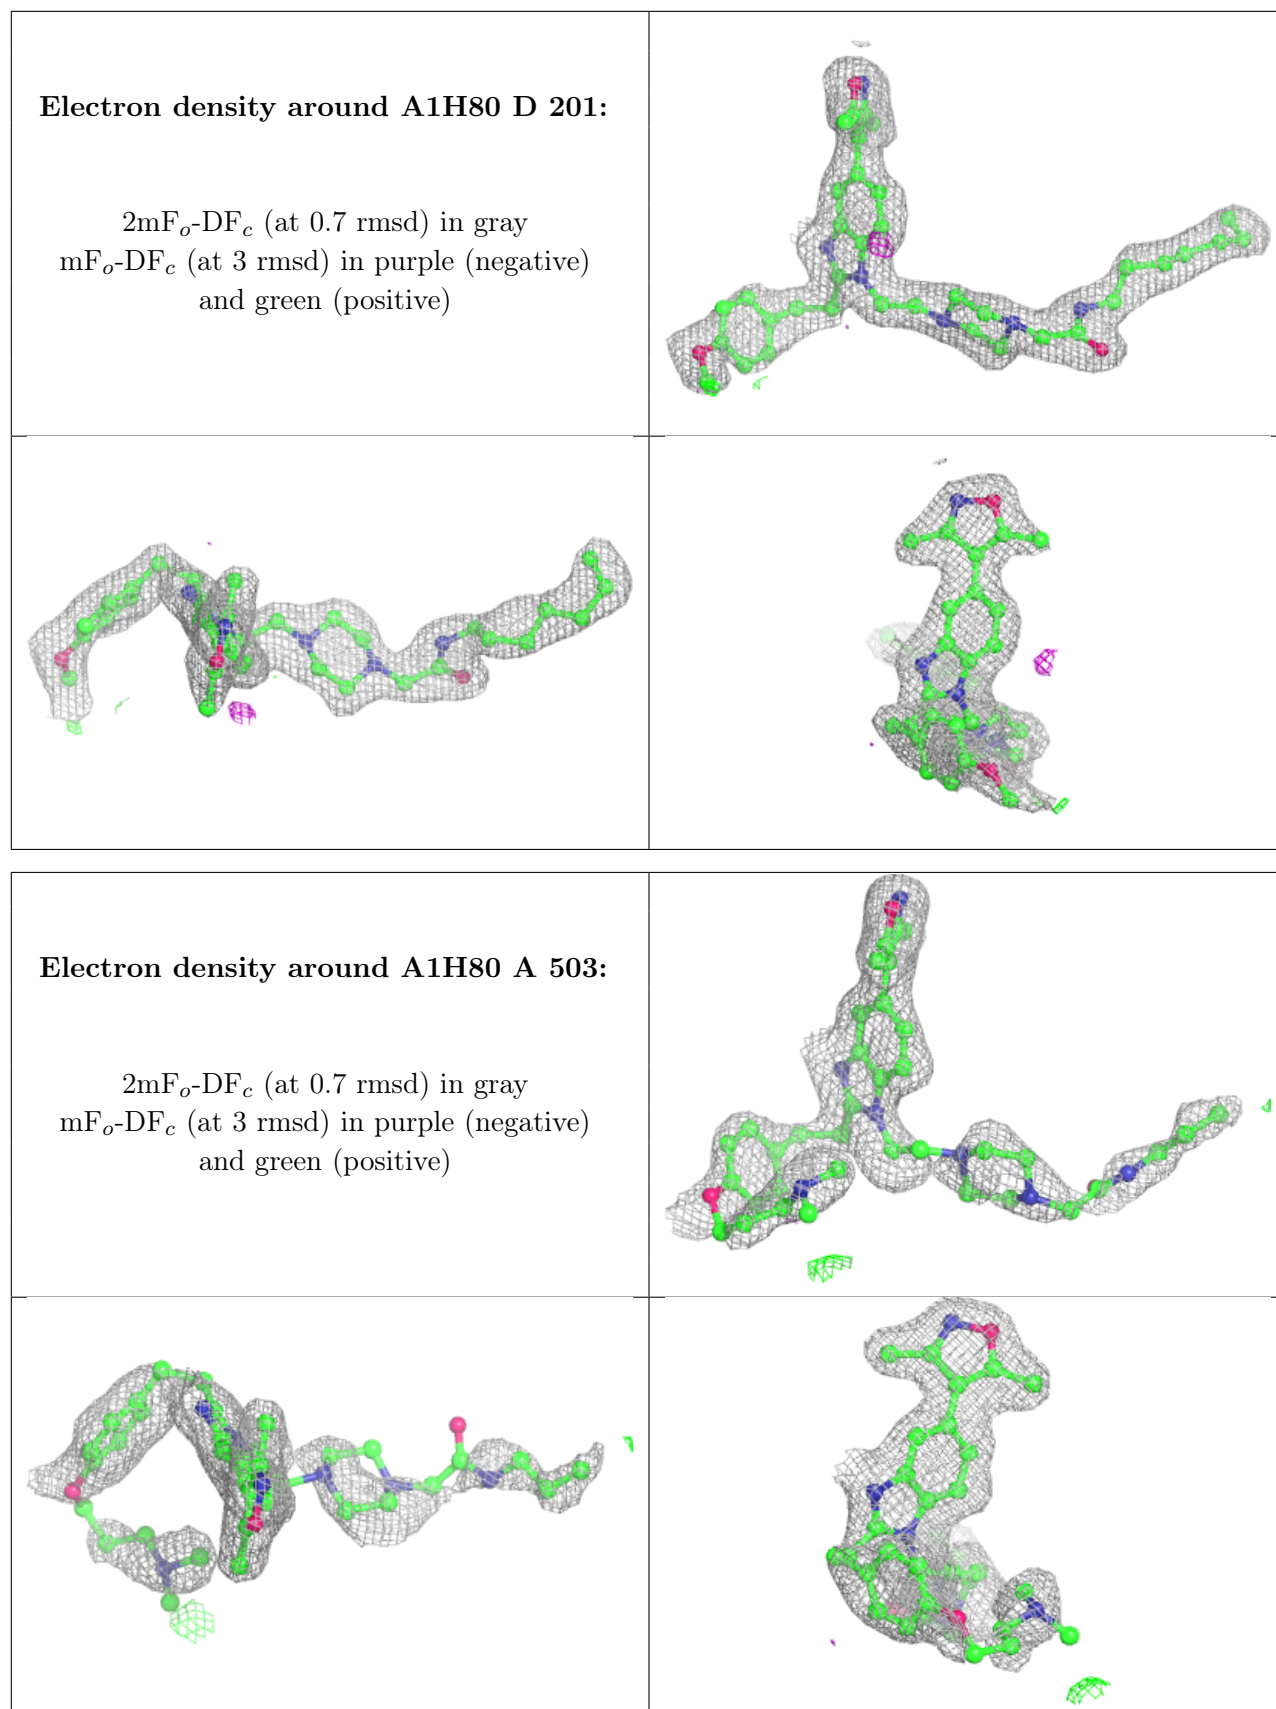 Electron density around A1H80 D 201:
2mFo-DFc (at 0.7 rmsd) in gray
mFo-DFc (at 3 rmsd) in purple (negative)
and green (positive)
Electron density around A1H80 A 503:
2mFo-DFc (at 0.7 rmsd) in gray
mFo-DFc (at 3 rmsd) in purple (negative)
and green (positive)